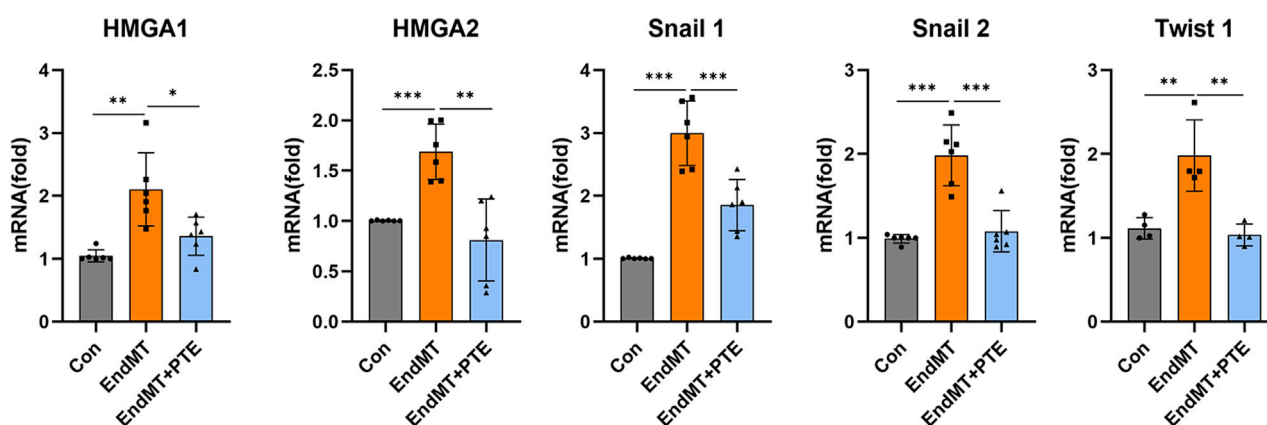 HMGA1
mRNA(fold)
4
3
2
1
0
** *
Con
EndMT
EndMT+PTE
HMGA2
mRNA(fold)
2.5
2.0
1.5
1.0
0.5
0.0
*** **
Con
EndMT
EndMT+PTE
Snail 1
mRNA(fold)
4
3
2
1
0
*** ***
Con
EndMT
EndMT+PTE
Snail 2
mRNA(fold)
3
2
1
0
*** ***
Con
EndMT
EndMT+PTE
Twist 1
mRNA(fold)
3
2
1
0
** **
Con
EndMT
EndMT+PTE